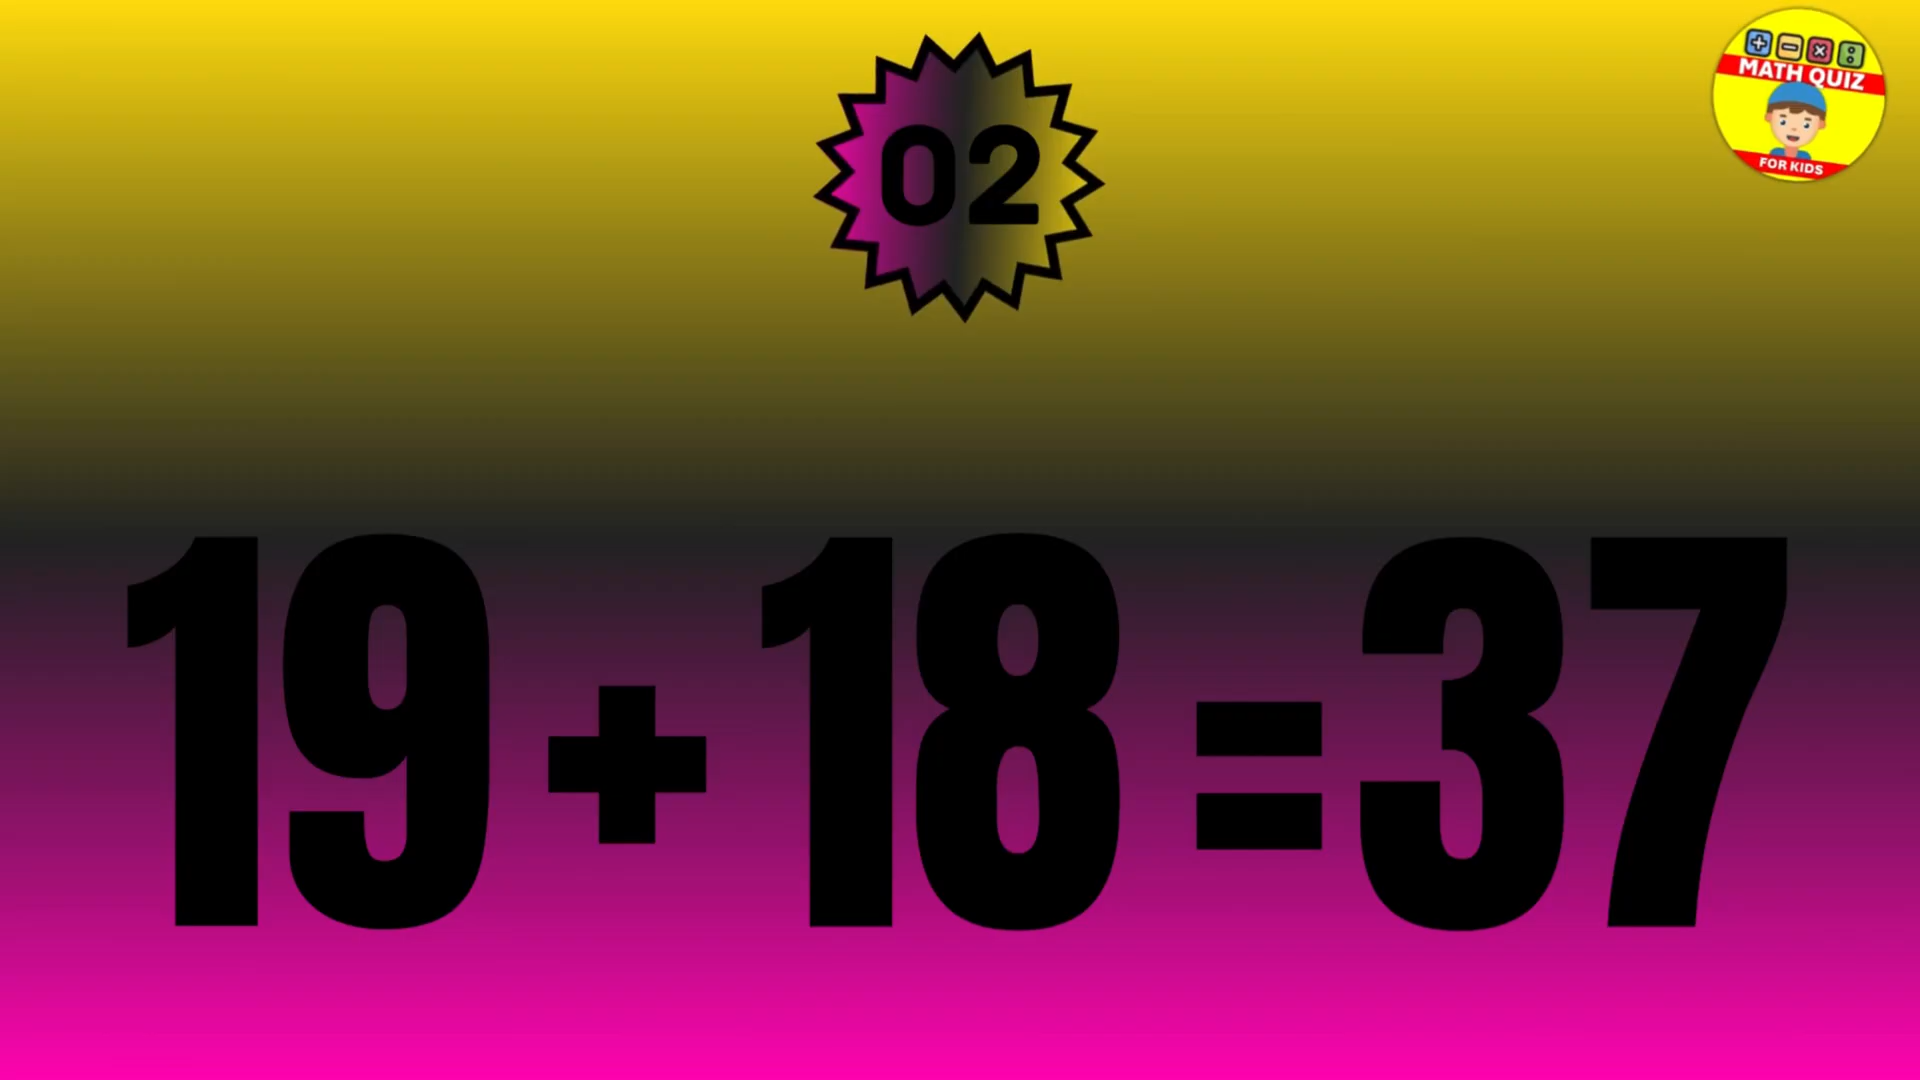 02
+ − × :
MATH QUIZ
FOR KIDS
19 + 18 = 37